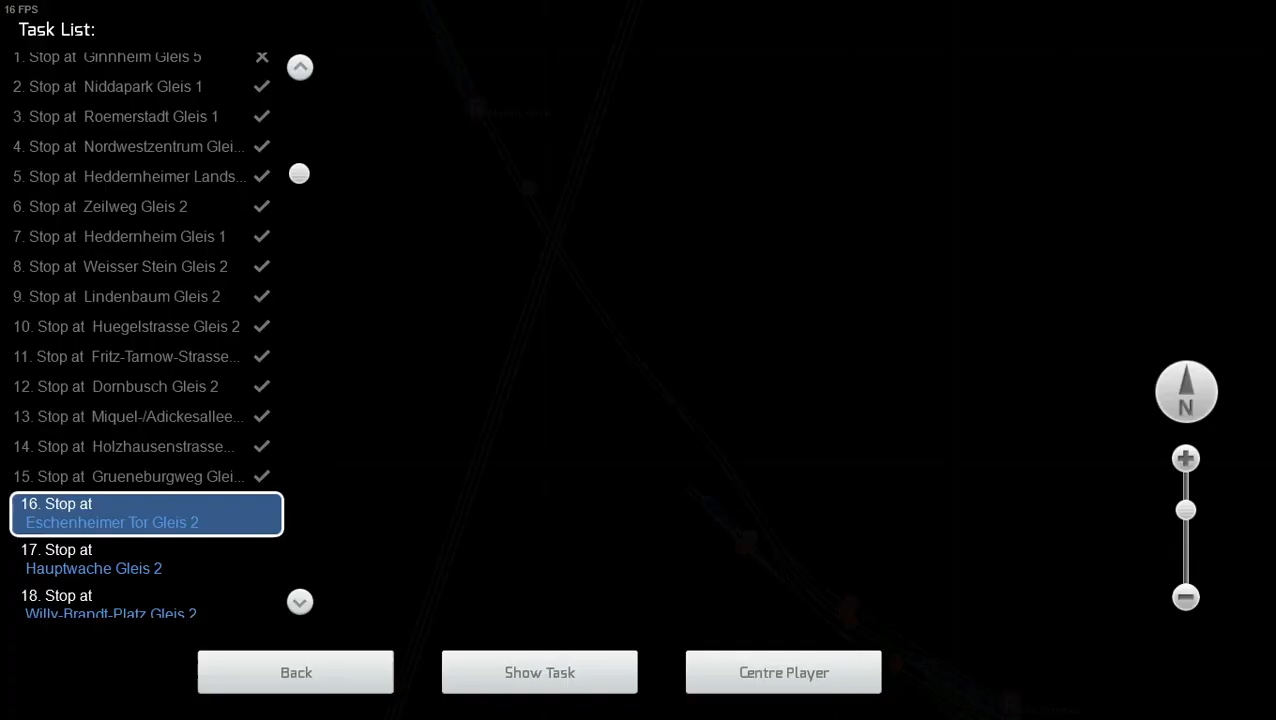 16 FPS
Task List:
1. Stop at Ginnheim Gleis 5
2. Stop at Niddapark Gleis 1
3. Stop at Roemerstadt Gleis 1
4. Stop at Nordwestzentrum Glei...
5. Stop at Heddernheimer Lands...
6. Stop at Zeilweg Gleis 2
7. Stop at Heddernheim Gleis 1
8. Stop at Weisser Stein Gleis 2
9. Stop at Lindenbaum Gleis 2
10. Stop at Huegelstrasse Gleis 2
11. Stop at Fritz-Tarnow-Strasse...
12. Stop at Dornbusch Gleis 2
13. Stop at Miquel-/Adickesallee...
14. Stop at Holzhausenstrasse...
15. Stop at Grueneburgweg Glei...
16. Stop at
Eschenheimer Tor Gleis 2
17. Stop at
Hauptwache Gleis 2
18. Stop at
Willy-Brandt-Platz Gleis 2
N
Back
Show Task
Centre Player